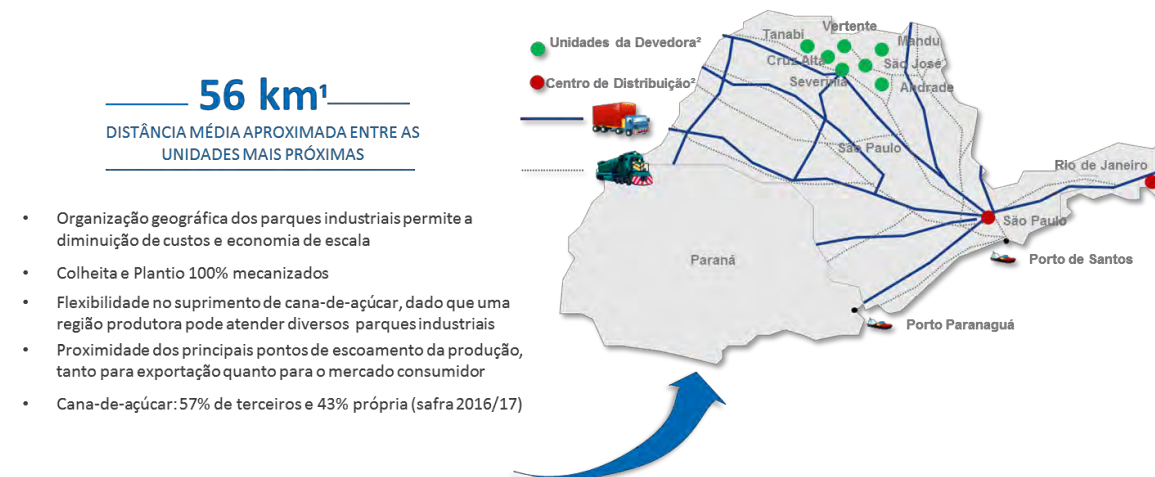 56 km¹
DISTÂNCIA MÉDIA APROXIMADA ENTRE AS
UNIDADES MAIS PRÓXIMAS
• Organização geográfica dos parques industriais permite a
diminuição de custos e economia de escala
• Colheita e Plantio 100% mecanizados
• Flexibilidade no suprimento de cana-de-açúcar, dado que uma
região produtora pode atender diversos parques industriais
• Proximidade dos principais pontos de escoamento da produção,
tanto para exportação quanto para o mercado consumidor
• Cana-de-açúcar: 57% de terceiros e 43% própria (safra 2016/17)
Unidades da Devedora²
Centro de Distribuição²
Vertente
Tanabi
Mandu
Cruz Alta
São José
Severínia
Andrade
São Paulo
Rio de Janeiro
São Paulo
Paraná
Porto de Santos
Porto Paranaguá